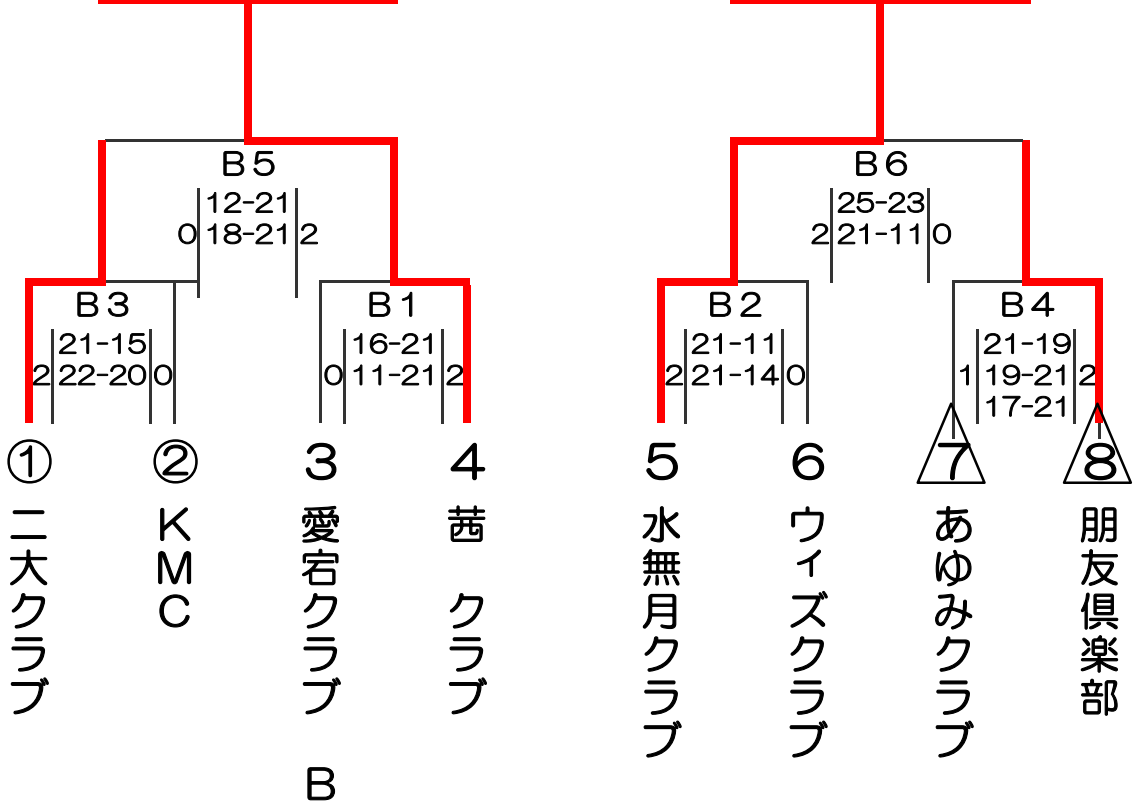 B5
12-21
0 18-21 2
B6
25-23
2 21-11 0
B3
21-15
2 22-20 0
B1
16-21
0 11-21 2
B2
21-11
2 21-14 0
B4
21-19
1 19-21 2
17-21
① 二大クラブ
② KMC
3 愛宕クラブ B
4 茜 クラブ
5 水無月クラブ
6 ウィズクラブ
7 あゆみクラブ
8 朋友倶楽部